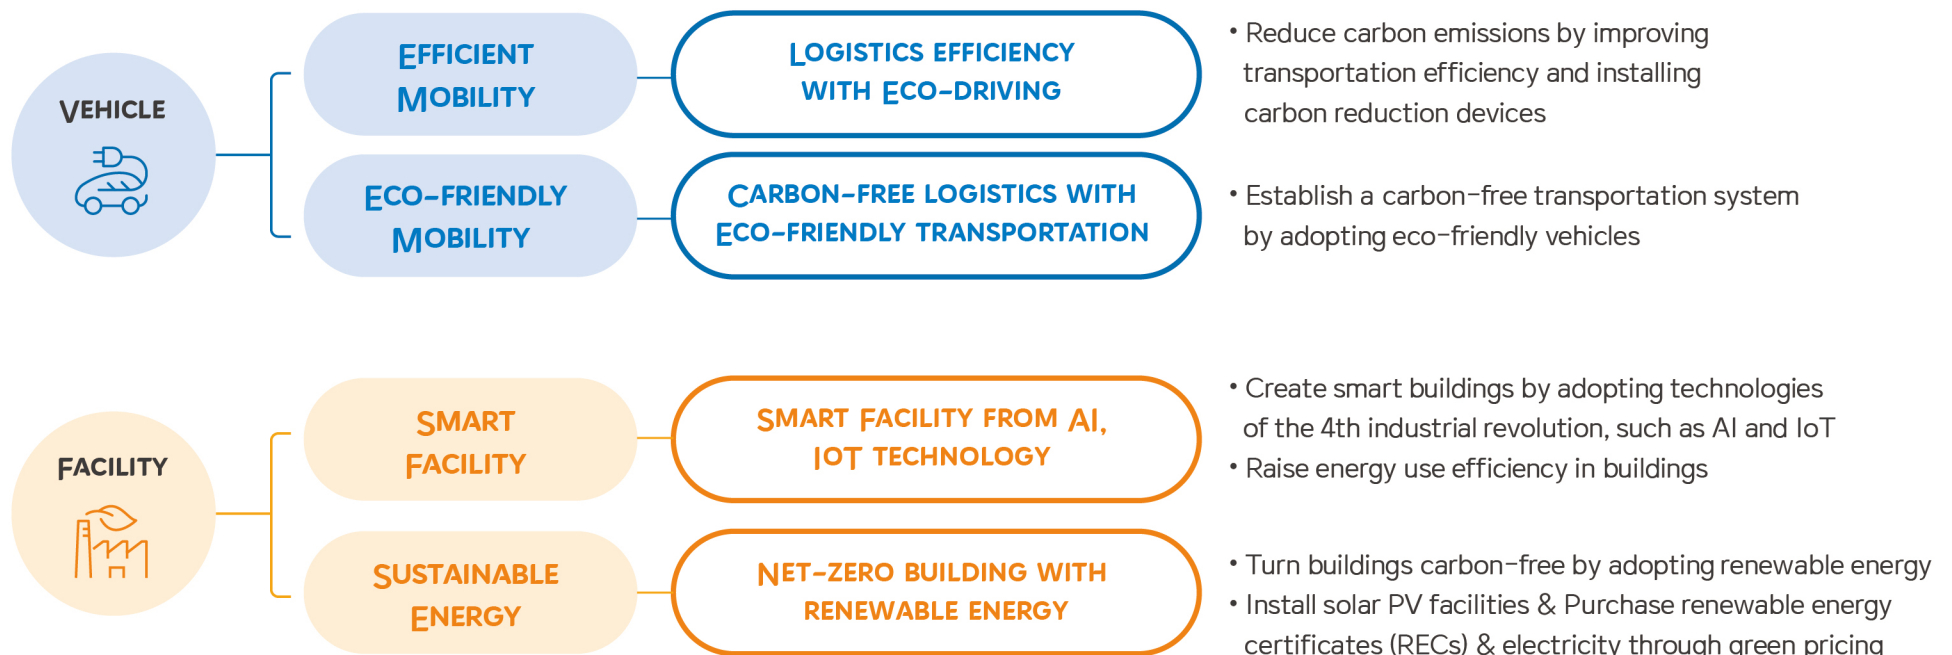 Vehicle
Efficient
Mobility
Logistics efficiency
with Eco-driving
• Reduce carbon emissions by improving
transportation efficiency and installing
carbon reduction devices
Eco-friendly
Mobility
Carbon-free logistics with
Eco-friendly transportation
• Establish a carbon-free transportation system
by adopting eco-friendly vehicles
Facility
Smart
Facility
Smart Facility from AI,
IoT technology
• Create smart buildings by adopting technologies
of the 4th industrial revolution, such as AI and IoT
• Raise energy use efficiency in buildings
Sustainable
Energy
Net-zero building with
renewable energy
• Turn buildings carbon-free by adopting renewable energy
• Install solar PV facilities & Purchase renewable energy
certificates (RECs) & electricity through green pricing